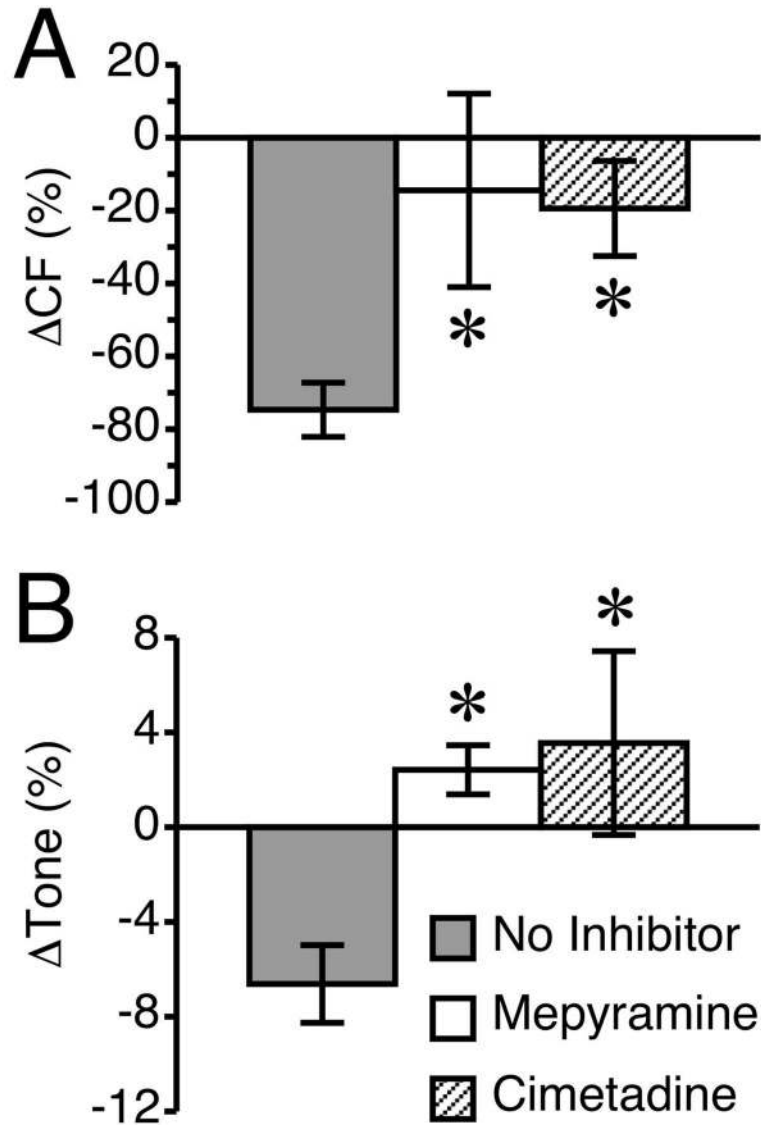 A
20
0
-20
-40
-60
-80
-100
ΔCF (%)
*
*
B
8
4
0
-4
-8
-12
ΔTone (%)
*
*
No Inhibitor
Mepyramine
Cimetadine